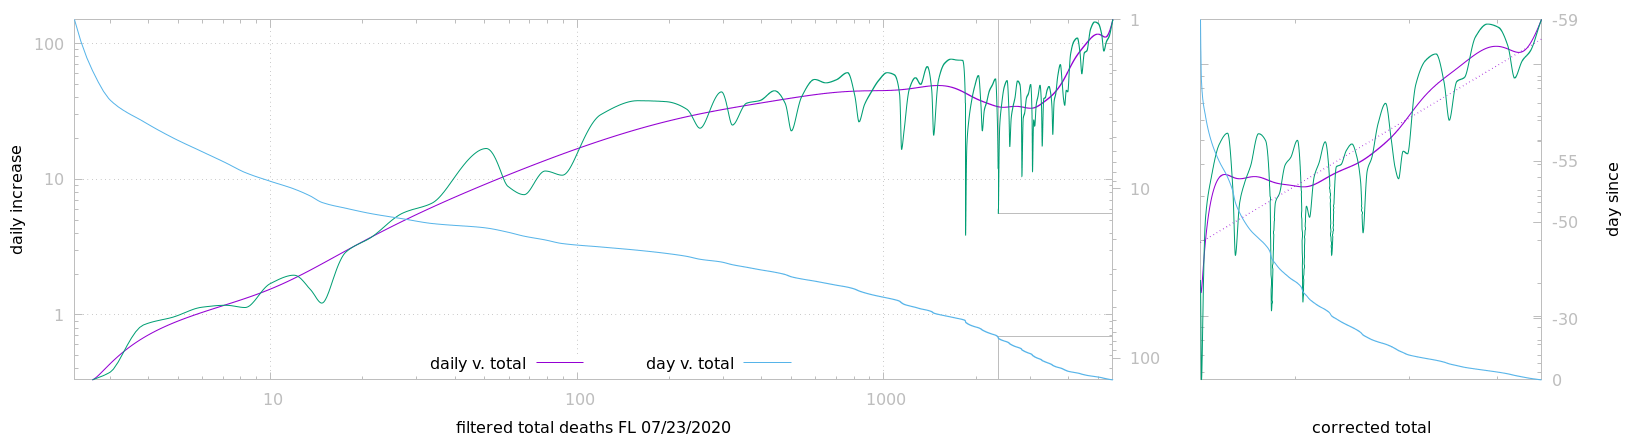 100
10
1
daily increase
daily v. total
day v. total
10
100
1000
filtered total deaths FL 07/23/2020
1
10
100
-59
-55
-50
-30
0
day since
corrected total